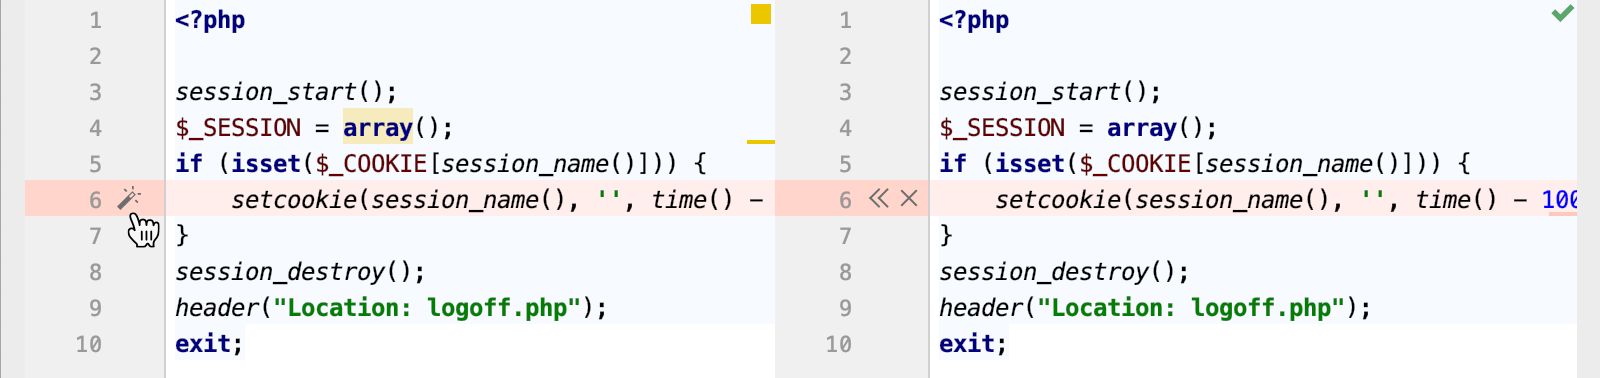 1 <?php
2
3 session_start();
4 $_SESSION = array();
5 if (isset($_COOKIE[session_name()])) {
6 setcookie(session_name(), '', time() -
7 }
8 session_destroy();
9 header("Location: logoff.php");
10 exit;
1 <?php
2
3 session_start();
4 $_SESSION = array();
5 if (isset($_COOKIE[session_name()])) {
6 setcookie(session_name(), '', time() - 100
7 }
8 session_destroy();
9 header("Location: logoff.php");
10 exit;